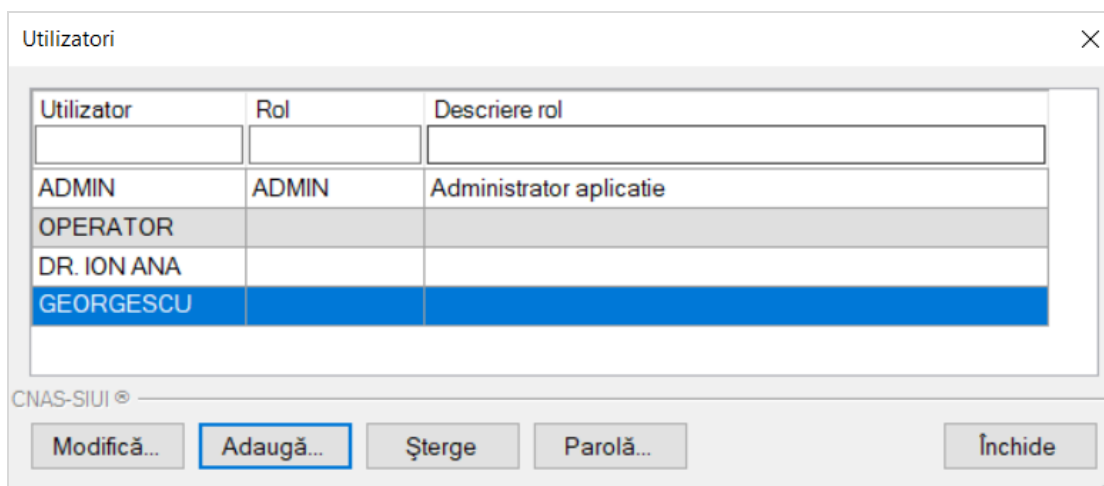 Utilizatori
Utilizator Rol Descriere rol
ADMIN ADMIN Administrator aplicatie
OPERATOR
DR. ION ANA
GEORGESCU
CNAS-SIUI ®
Modifică... Adaugă... Şterge Parolă... Închide